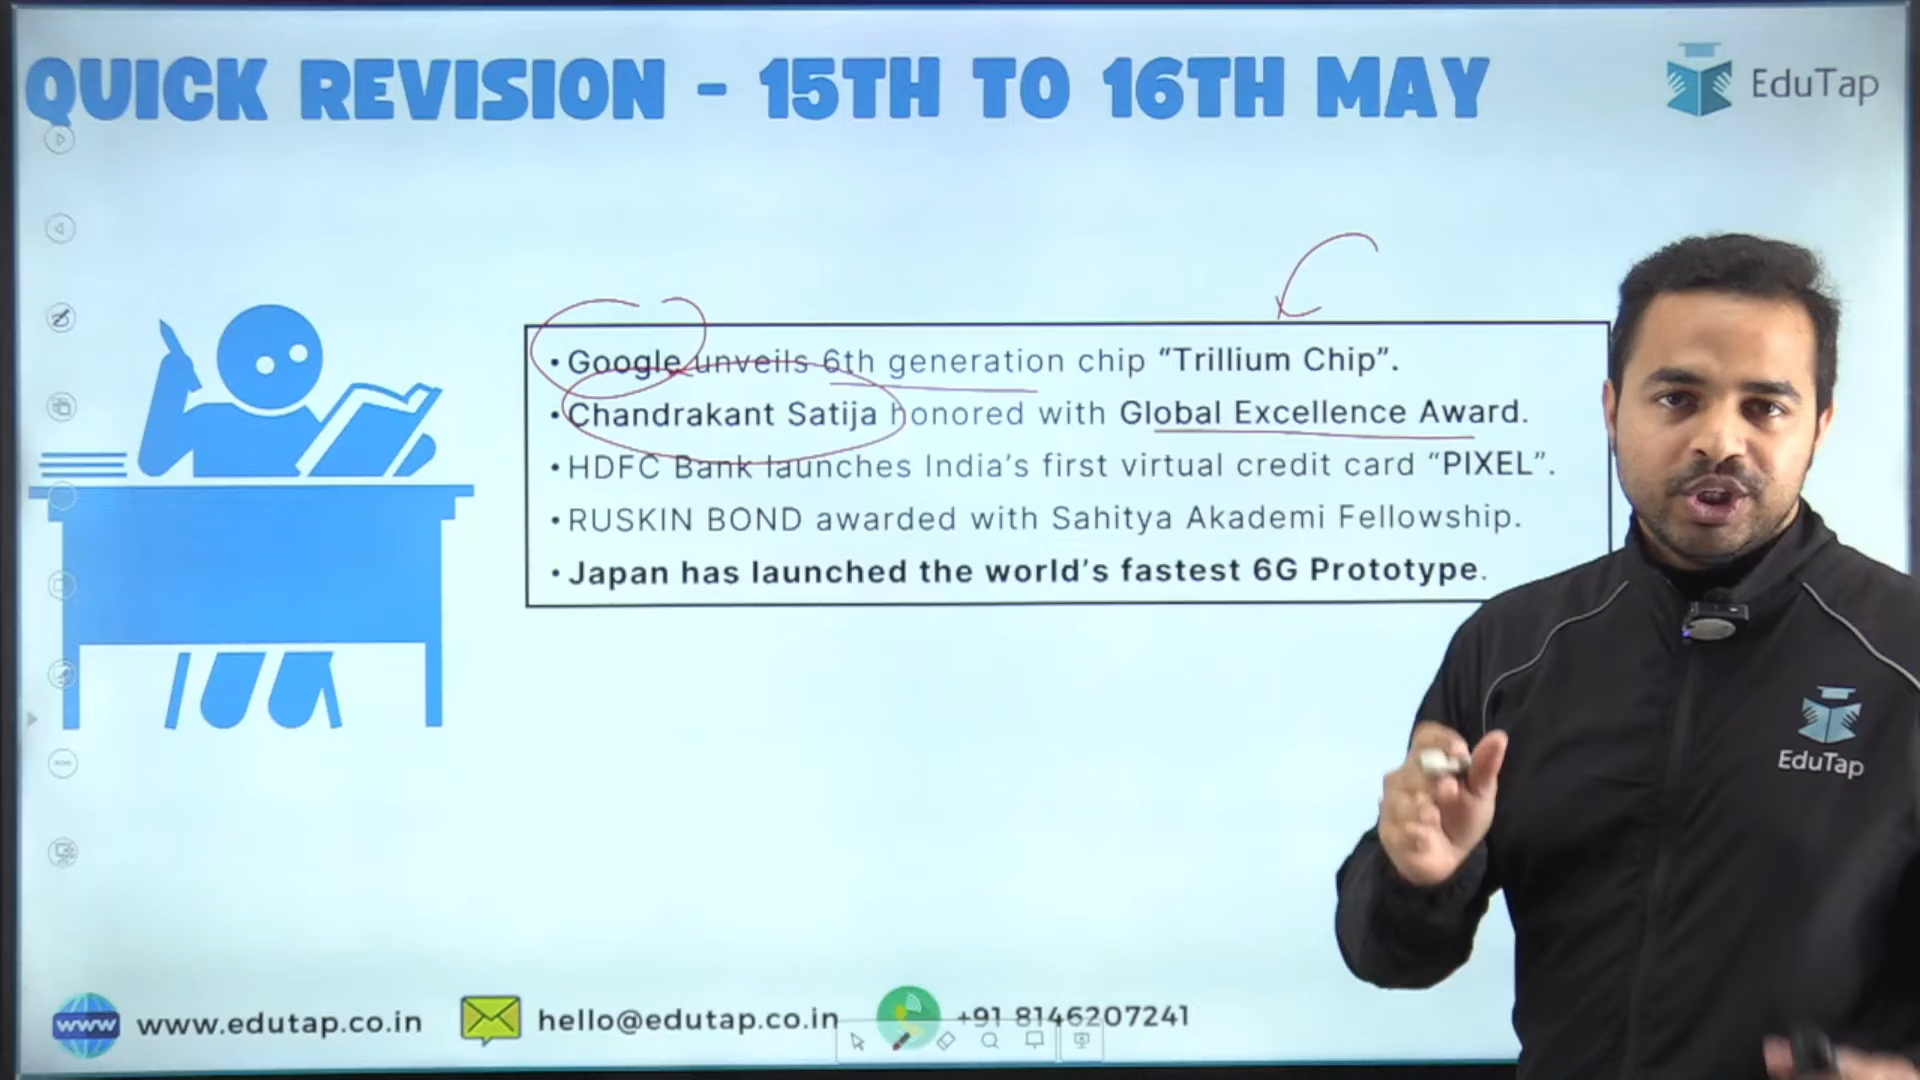 QUICK REVISION - 15TH TO 16TH MAY
EduTap
• Google unveils 6th generation chip “Trillium Chip”.
• Chandrakant Satija honored with Global Excellence Award.
• HDFC Bank launches India’s first virtual credit card “PIXEL”.
• RUSKIN BOND awarded with Sahitya Akademi Fellowship.
• Japan has launched the world’s fastest 6G Prototype.
EduTap
www www.edutap.co.in hello@edutap.co.in +91 8146207241